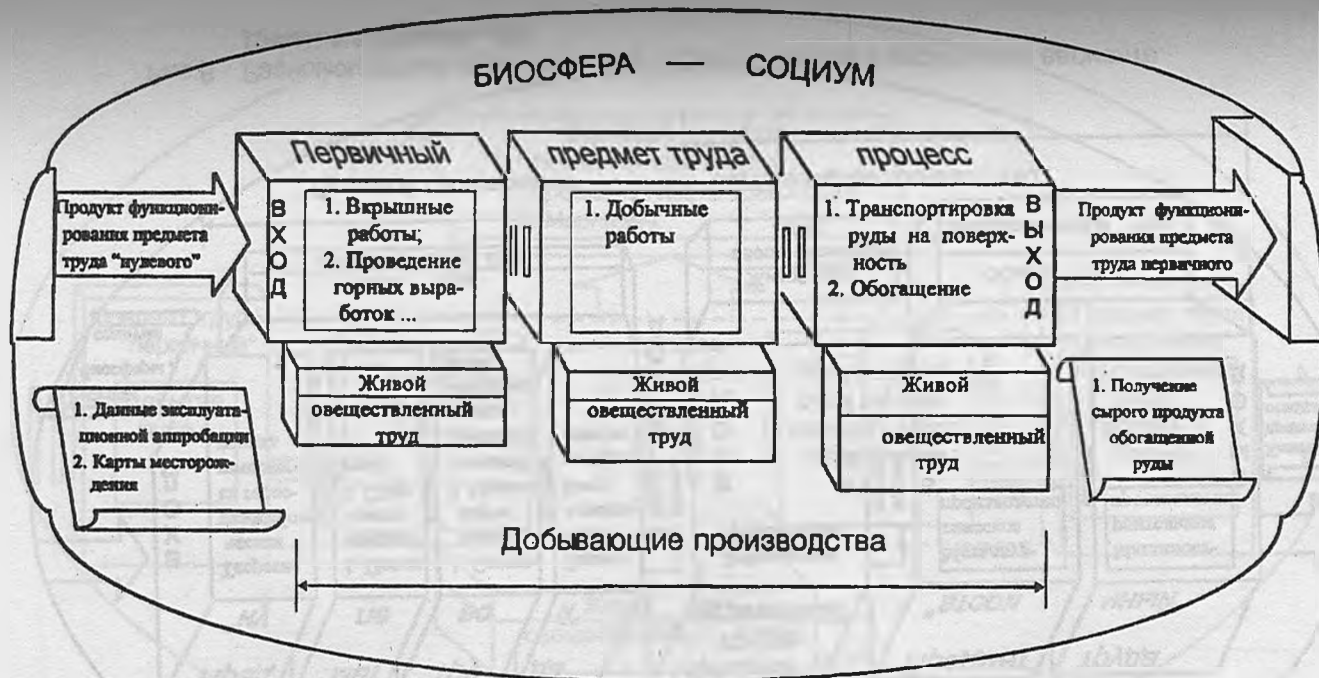 БИОСФЕРА — СОЦИУМ
Первичный
предмет труда
процесс
Продукт функциони-
рования предмета
труда "нулевого"
ВХОД
1. Вкрышные
работы;
2. Проведение
горных выра-
боток ...
1. Добычные
работы
1. Транспортировка
руды на поверх-
ность
2. Обогащение
ВЫХОД
Продукт функциони-
рования предмета
труда первичного
1. Данные эксплуата-
ционной аппробации
2. Карты месторож-
дения
Живой
овеществленный
труд
Живой
овеществленный
труд
Живой
овеществленный
труд
1. Получение
сырого продукта
обогащенной
руды
Добывающие производства